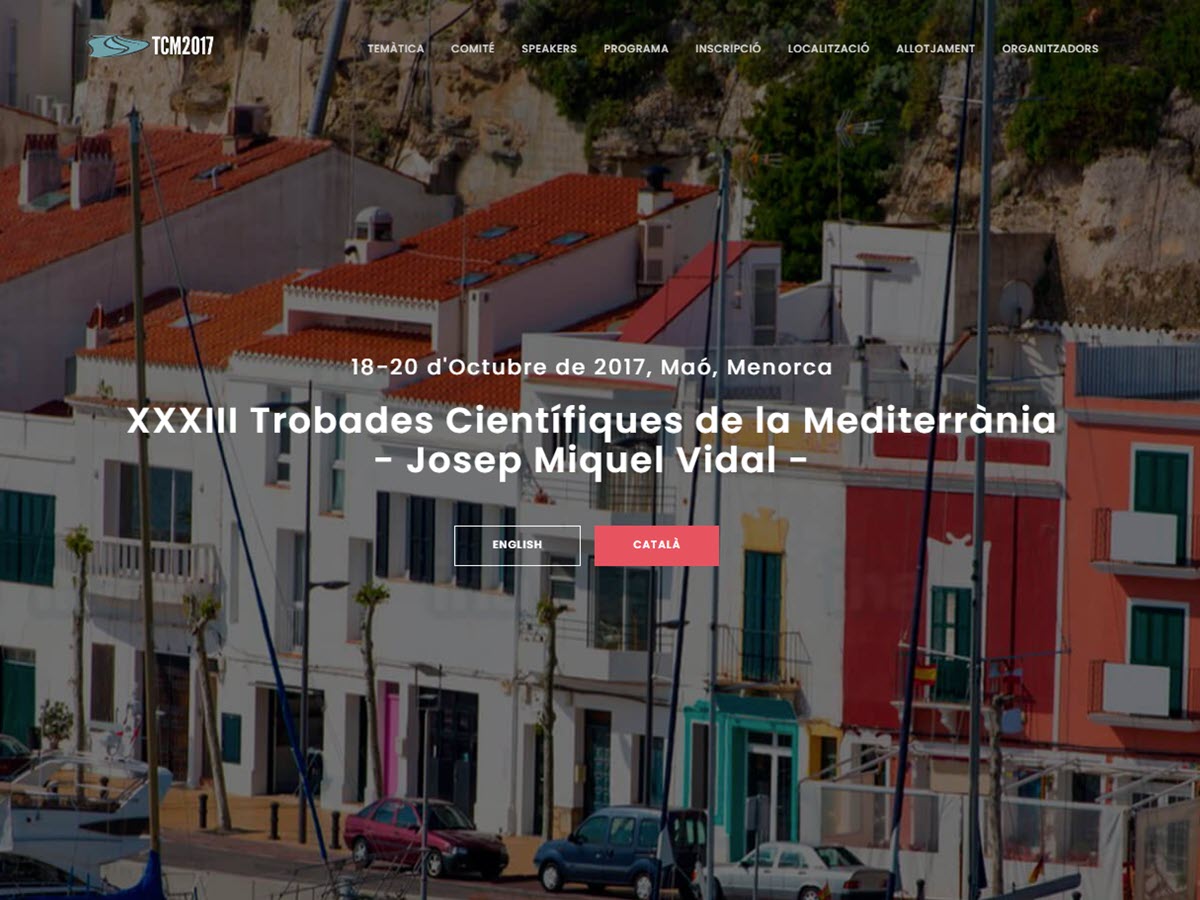 TCM2017
TEMÀTICA COMITÉ SPEAKERS PROGRAMA INSCRIPCIÓ LOCALITZACIÓ ALLOTJAMENT ORGANITZADORS
18-20 d'Octubre de 2017, Maó, Menorca
XXXIII Trobades Científiques de la Mediterrània
- Josep Miquel Vidal -
ENGLISH CATALÀ